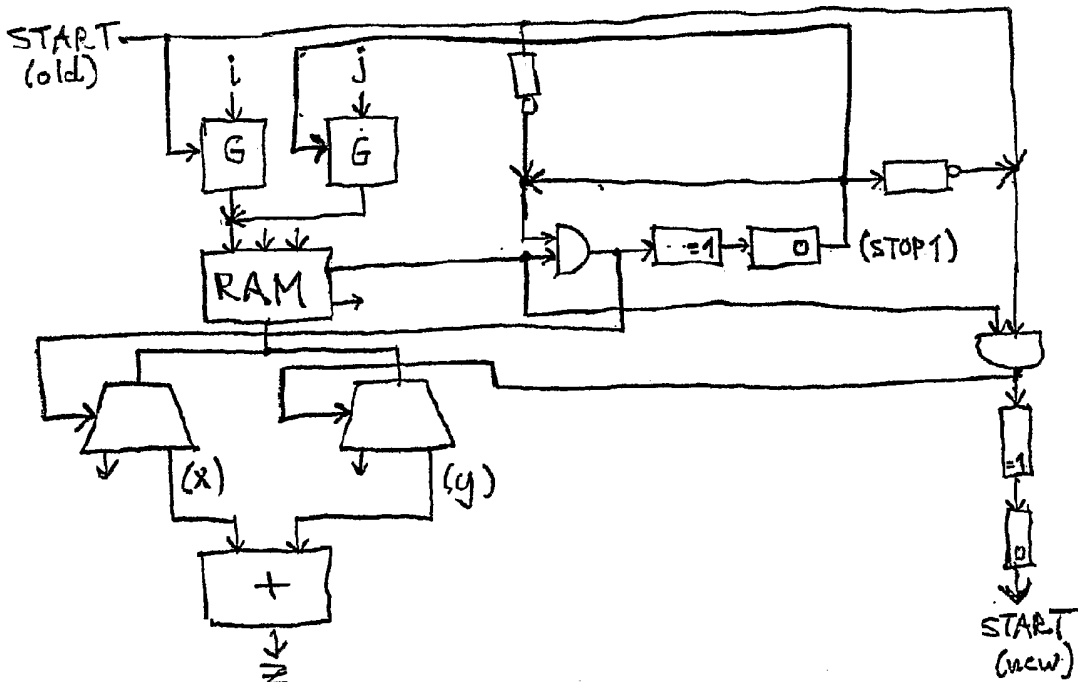 START
(old)
i
j
G
G
RAM
=1
0
(STOP1)
(x)
(y)
+
=1
0
START
(new)
z